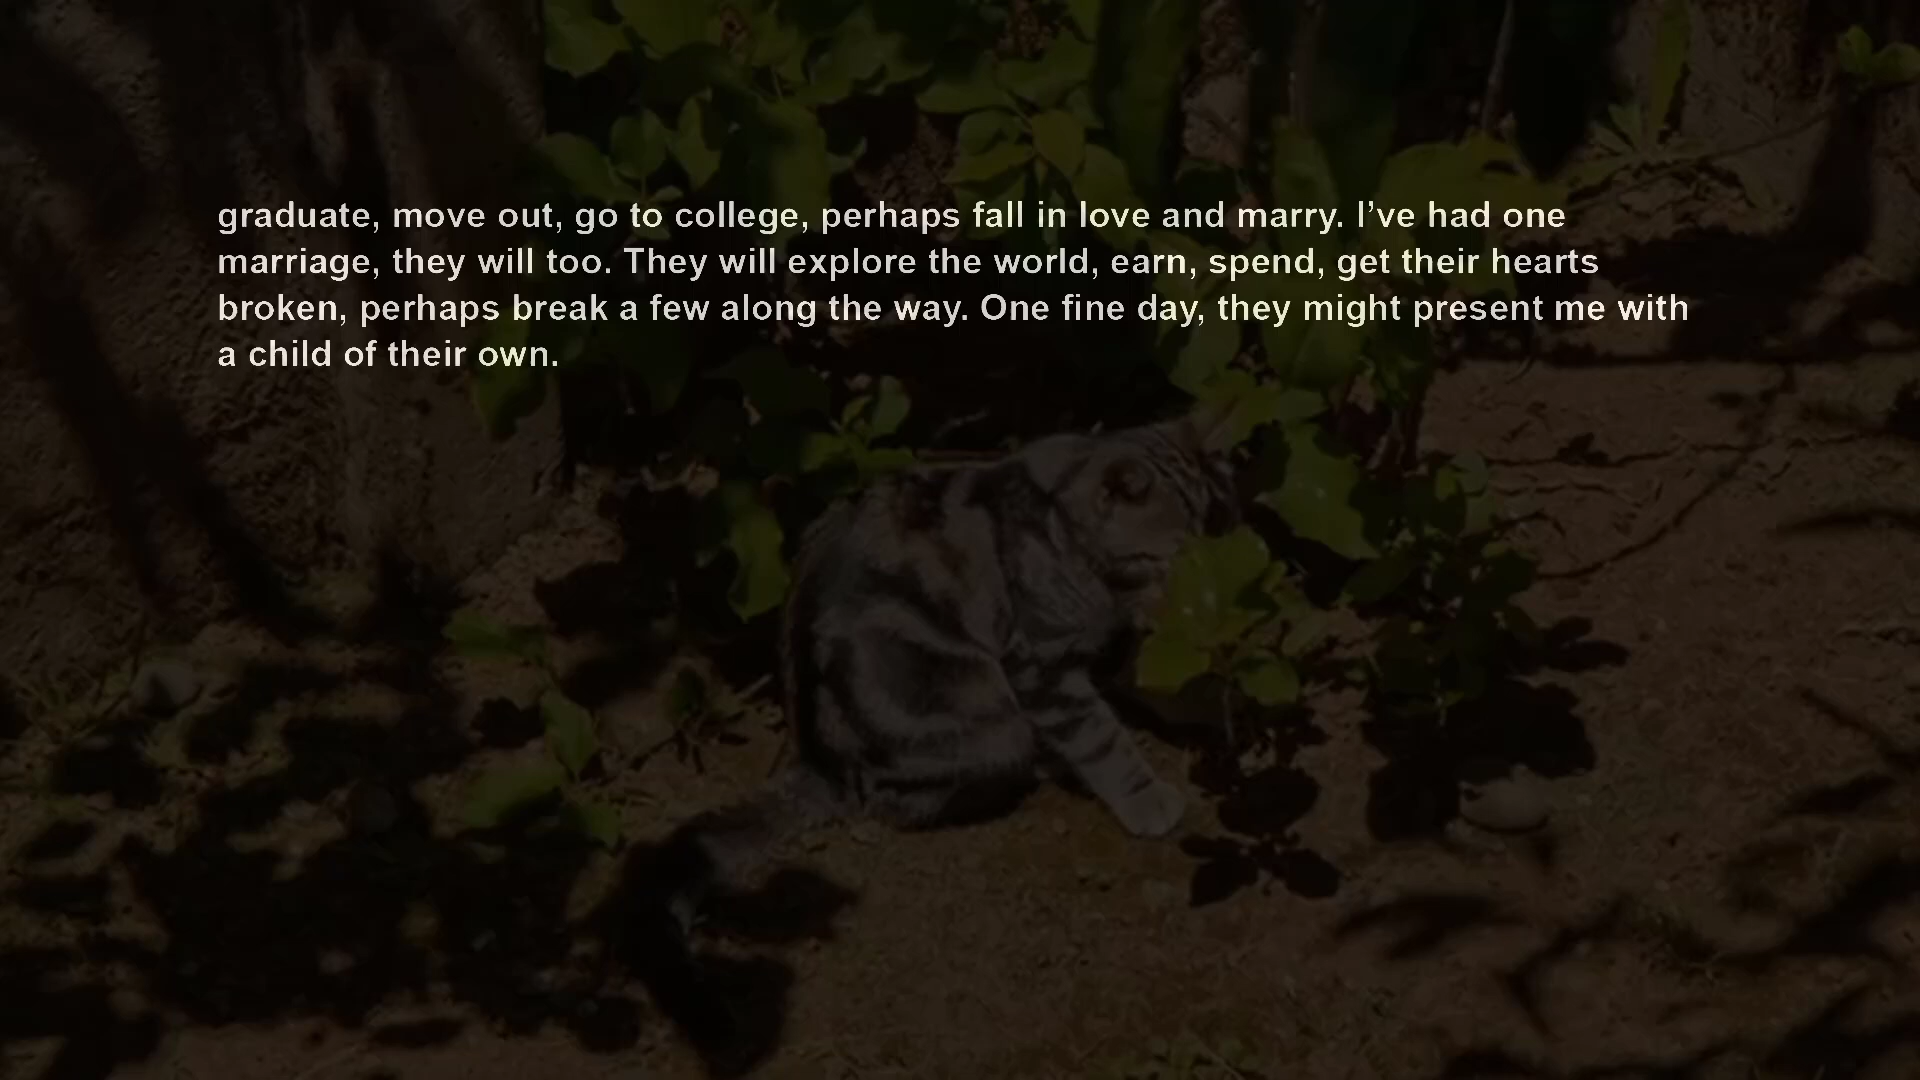 graduate, move out, go to college, perhaps fall in love and marry. I’ve had one
marriage, they will too. They will explore the world, earn, spend, get their hearts
broken, perhaps break a few along the way. One fine day, they might present me with
a child of their own.